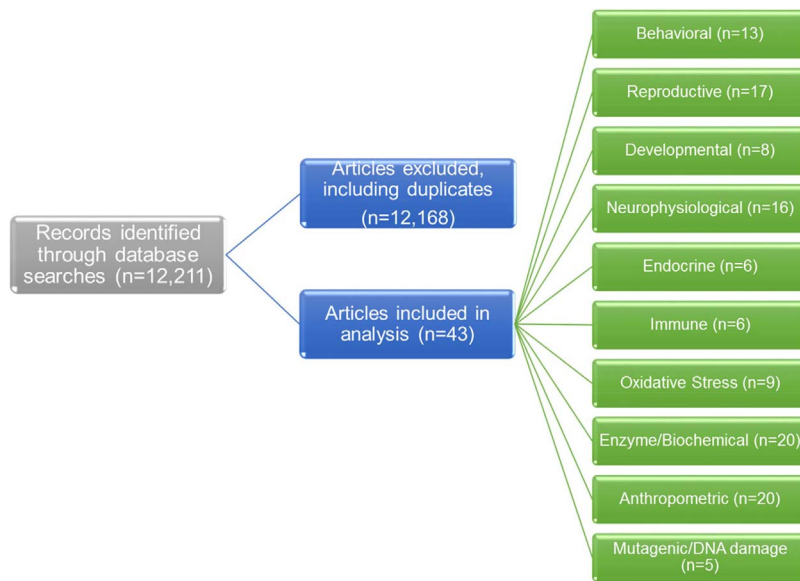 Records identified
through database
searches (n=12,211)
Articles excluded,
including duplicates
(n=12,168)
Articles included in
analysis (n=43)
Behavioral (n=13)
Reproductive (n=17)
Developmental (n=8)
Neurophysiological (n=16)
Endocrine (n=6)
Immune (n=6)
Oxidative Stress (n=9)
Enzyme/Biochemical (n=20)
Anthropometric (n=20)
Mutagenic/DNA damage
(n=5)